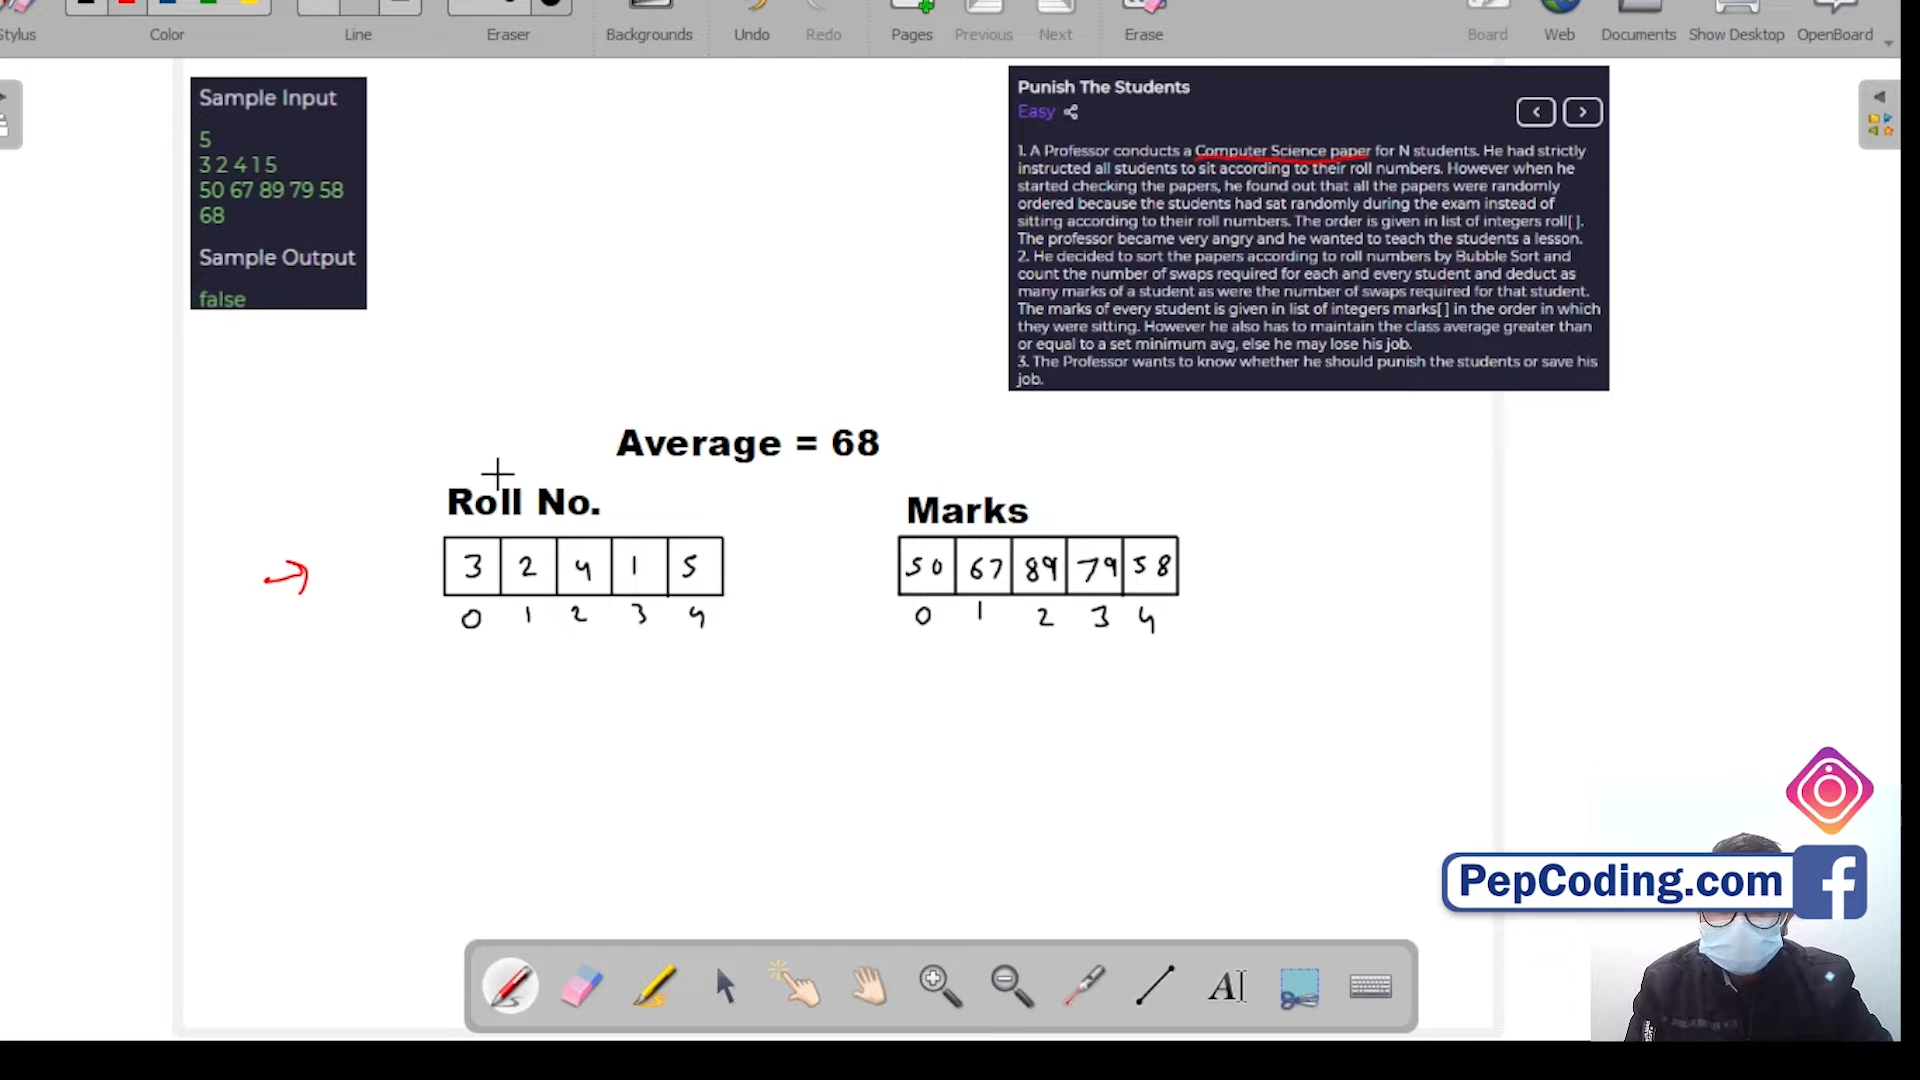 Stylus
Color
Line
Eraser
Backgrounds
Undo
Redo
Pages
Previous
Next
Erase
Board
Web
Documents
Show Desktop
OpenBoard
Sample Input
5
3 2 4 1 5
50 67 89 79 58
68
Sample Output
false
Punish The Students
Easy
1. A Professor conducts a Computer Science paper for N students. He had strictly
instructed all students to sit according to their roll numbers. However when he
started checking the papers, he found out that all the papers were randomly
ordered because the students had sat randomly during the exam instead of
sitting according to their roll numbers. The order is given in list of integers roll[ ].
The professor became very angry and he wanted to teach the students a lesson.
2. He decided to sort the papers according to roll numbers by Bubble Sort and
count the number of swaps required for each and every student and deduct as
many marks of a student as were the number of swaps required for that student.
The marks of every student is given in list of integers marks[ ] in the order in which
they were sitting. However he also has to maintain the class average greater than
or equal to a set minimum avg, else he may lose his job.
3. The Professor wants to know whether he should punish the students or save his
job.
Average = 68
Roll No.
3 2 4 1 5
0 1 2 3 4
Marks
50 67 89 79 58
0 1 2 3 4
PepCoding.com
f
AI